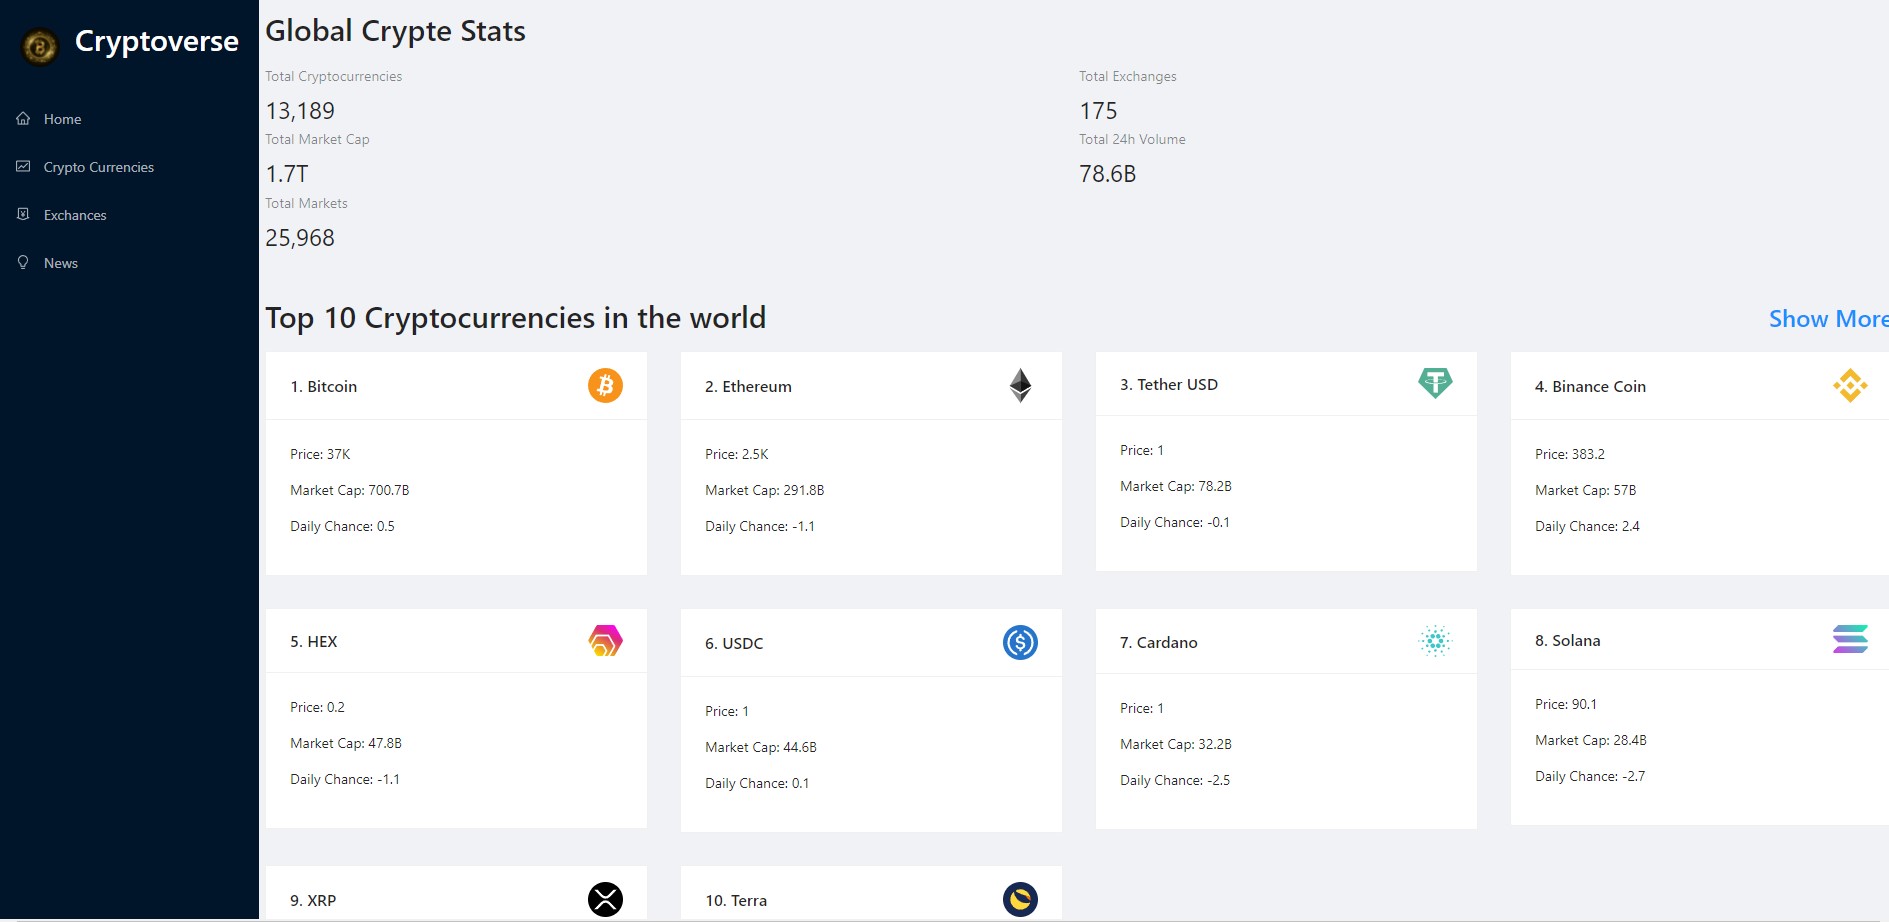 Cryptoverse
Home
Crypto Currencies
Exchances
News
Global Crypte Stats
Total Cryptocurrencies
13,189
Total Exchanges
175
Total Market Cap
1.7T
Total 24h Volume
78.6B
Total Markets
25,968
Top 10 Cryptocurrencies in the world
Show More
1. Bitcoin
Price: 37K
Market Cap: 700.7B
Daily Chance: 0.5
2. Ethereum
Price: 2.5K
Market Cap: 291.8B
Daily Chance: -1.1
3. Tether USD
Price: 1
Market Cap: 78.2B
Daily Chance: -0.1
4. Binance Coin
Price: 383.2
Market Cap: 57B
Daily Chance: 2.4
5. HEX
Price: 0.2
Market Cap: 47.8B
Daily Chance: -1.1
6. USDC
Price: 1
Market Cap: 44.6B
Daily Chance: 0.1
7. Cardano
Price: 1
Market Cap: 32.2B
Daily Chance: -2.5
8. Solana
Price: 90.1
Market Cap: 28.4B
Daily Chance: -2.7
9. XRP
10. Terra